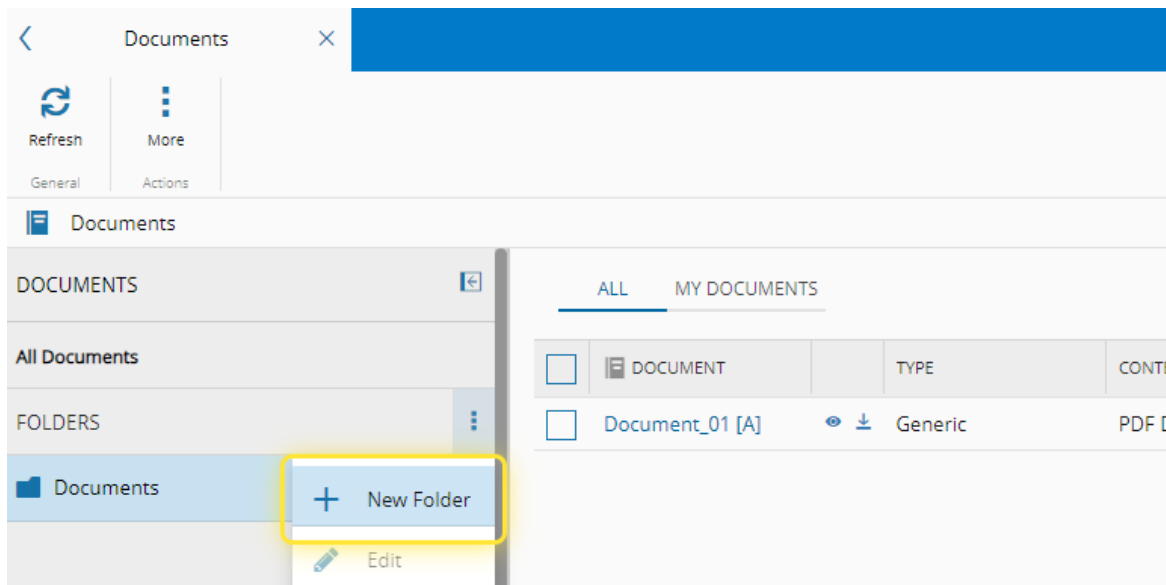 Documents
Refresh
More
General
Actions
Documents
DOCUMENTS
ALL
MY DOCUMENTS
All Documents
DOCUMENT
TYPE
CONTE
FOLDERS
Document_01 [A]
Generic
PDF D
Documents
New Folder
Edit